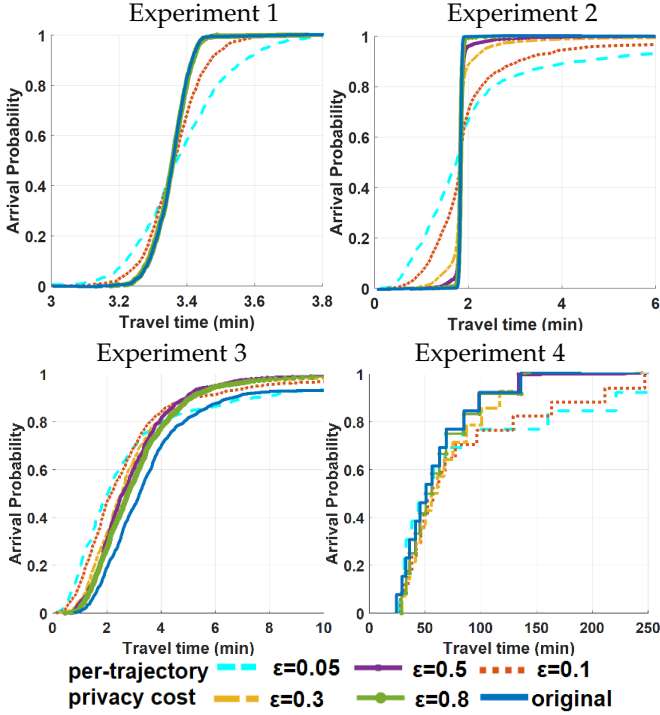 Experiment 1 Experiment 2
1 1
0.8 0.8
0.6 0.6
0.4 0.4
0.2 0.2
0 0
3 3.2 3.4 3.6 3.8 0 2 4 6
Arrival Probability Arrival Probability
Travel time (min) Travel time (min)
Experiment 3 Experiment 4
1 1
0.8 0.8
0.6 0.6
0.4 0.4
0.2 0.2
0 0
0 2 4 6 8 10 0 50 100 150 200 250
Arrival Probability Arrival Probability
Travel time (min) Travel time (min)
per-trajectory ε=0.05 ε=0.5 ε=0.1
privacy cost ε=0.3 ε=0.8 original